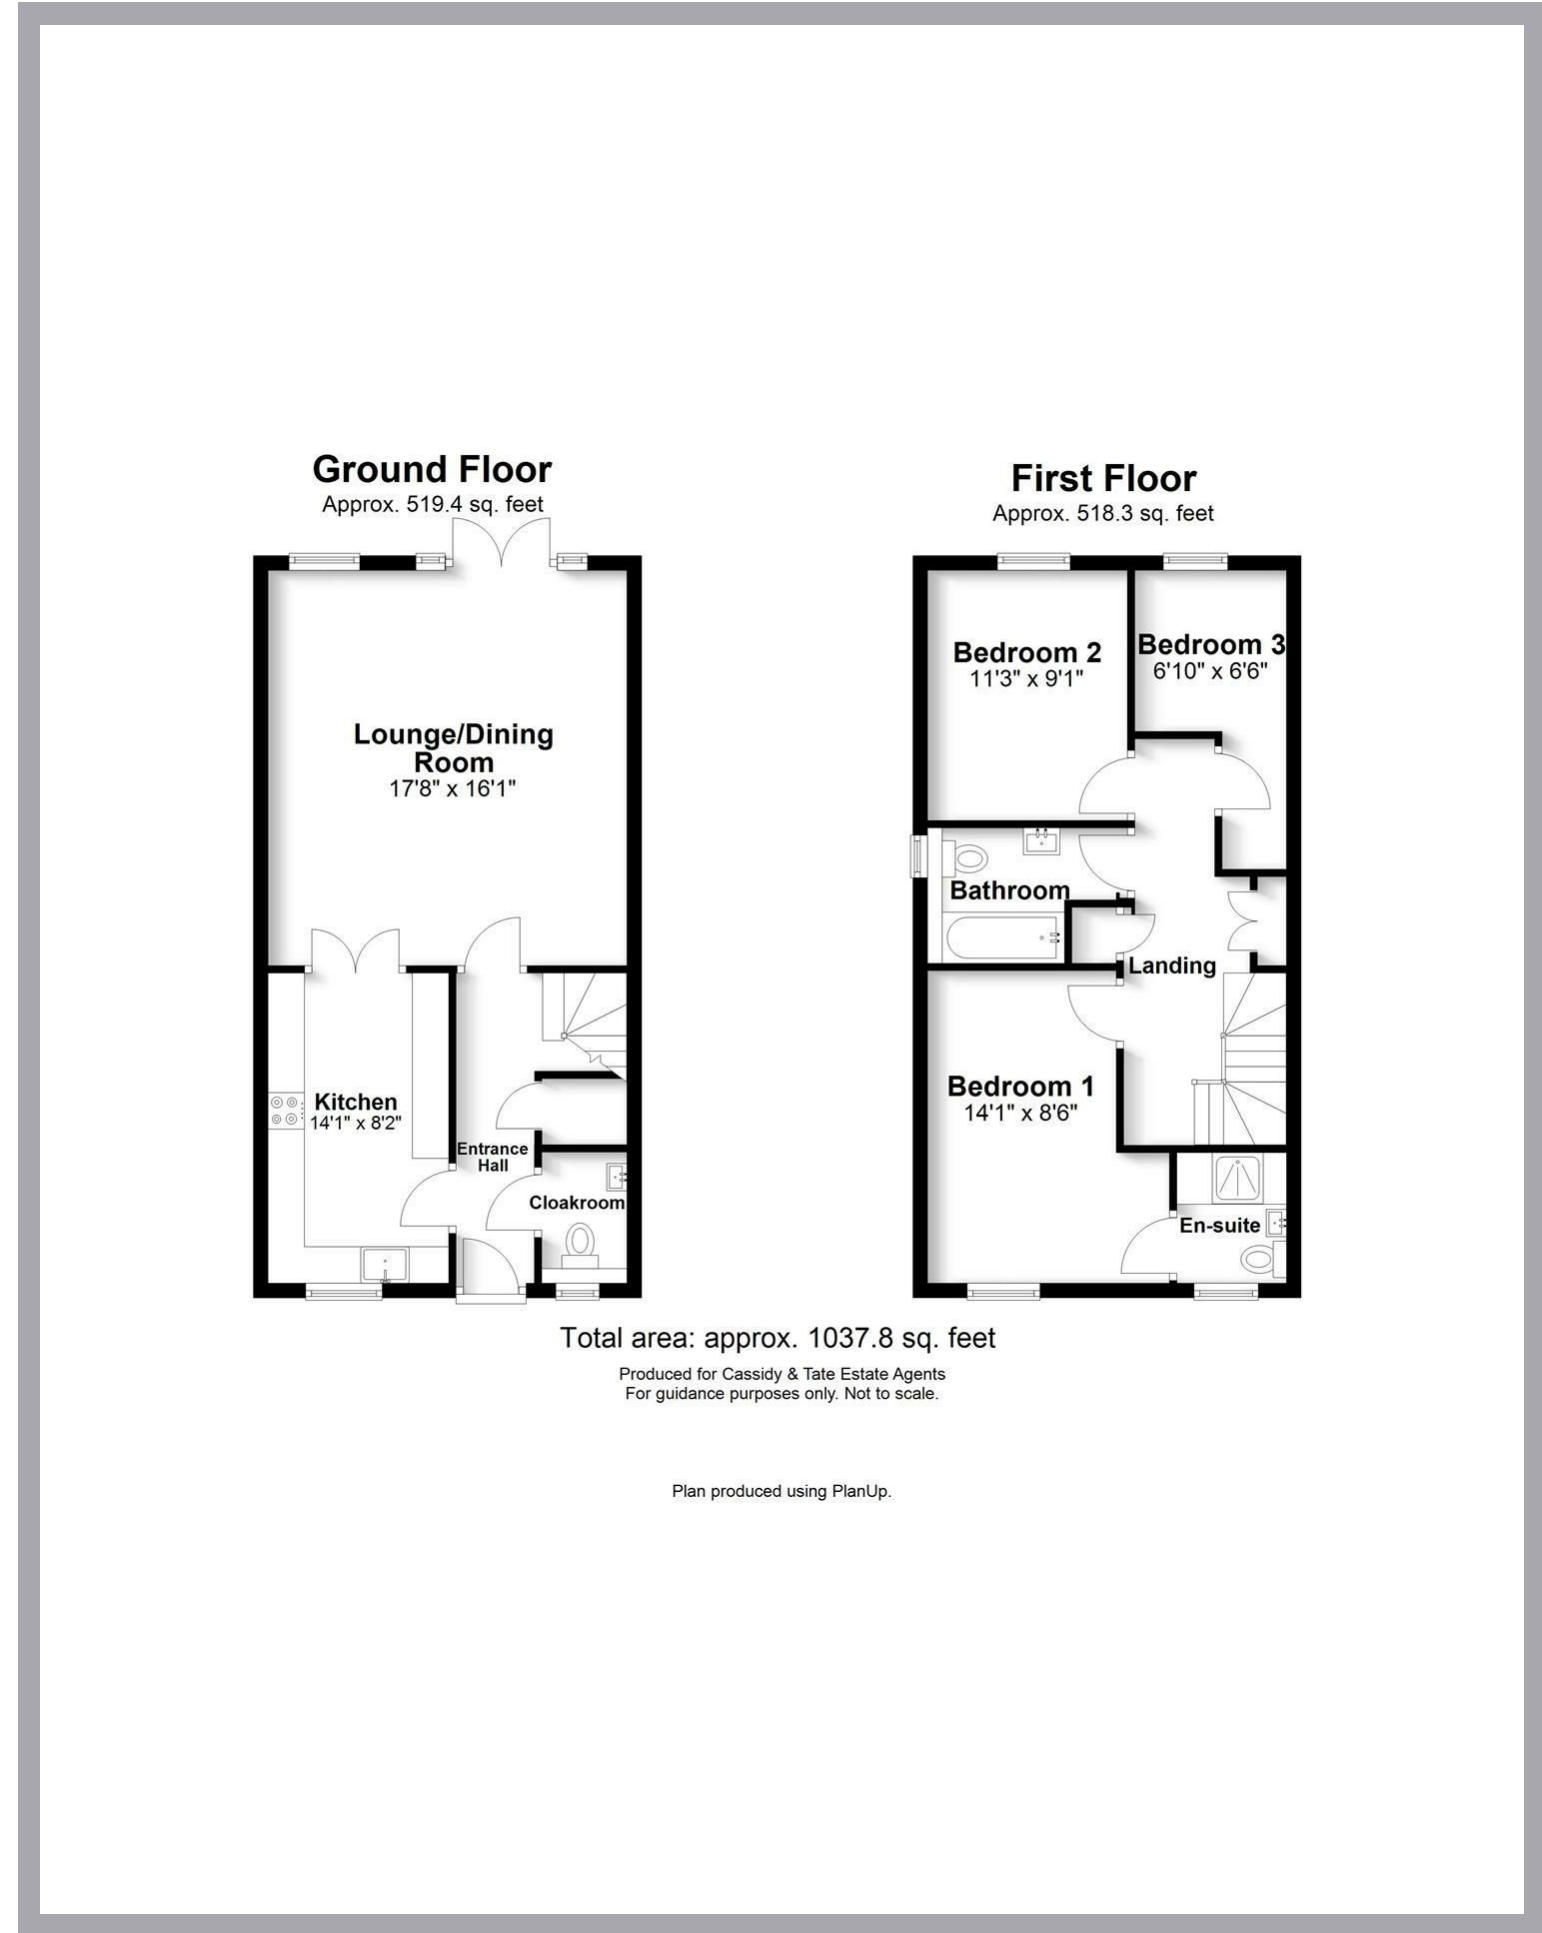 Ground Floor
Approx. 519.4 sq. feet
Lounge/Dining
Room
17'8" x 16'1"
Kitchen
14'1" x 8'2"
Entrance
Hall
Cloakroom
First Floor
Approx. 518.3 sq. feet
Bedroom 2
11'3" x 9'1"
Bedroom 3
6'10" x 6'6"
Bathroom
Landing
Bedroom 1
14'1" x 8'6"
En-suite
Total area: approx. 1037.8 sq. feet
Produced for Cassidy & Tate Estate Agents
For guidance purposes only. Not to scale.
Plan produced using PlanUp.